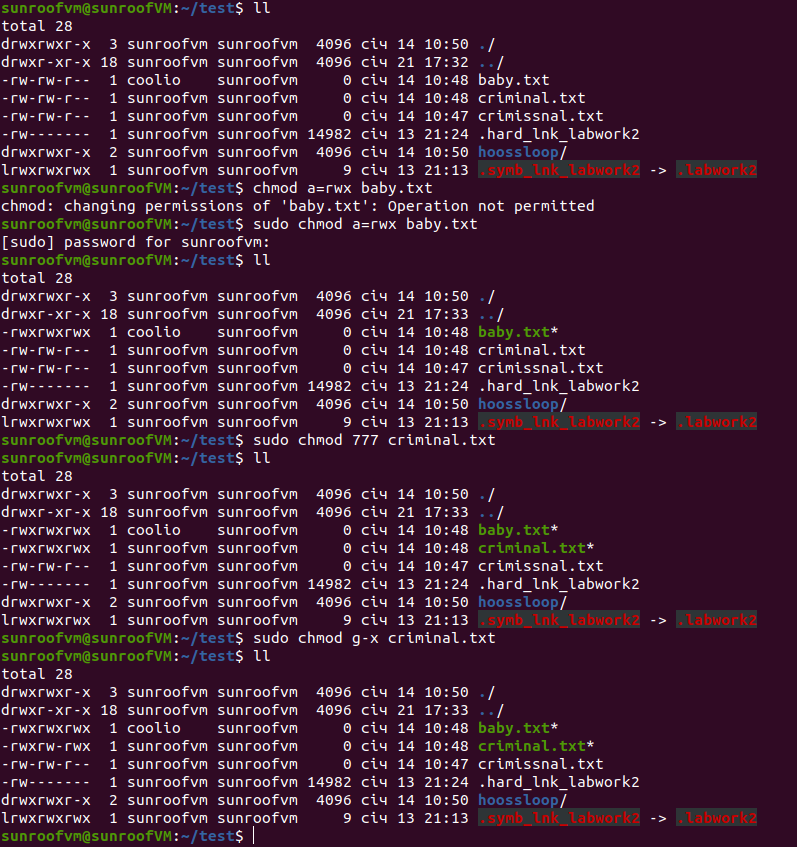 sunroofvm@sunroofVM:~/test$ ll
total 28
drwxrwxr-x  3 sunroofvm sunroofvm  4096 січ 14 10:50 ./
drwxr-xr-x 18 sunroofvm sunroofvm  4096 січ 21 17:32 ../
-rw-rw-r--  1 coolio    sunroofvm     0 січ 14 10:48 baby.txt
-rw-rw-r--  1 sunroofvm sunroofvm     0 січ 14 10:48 criminal.txt
-rw-rw-r--  1 sunroofvm sunroofvm     0 січ 14 10:47 crimissnal.txt
-rw-------  1 sunroofvm sunroofvm 14982 січ 13 21:24 .hard_lnk_labwork2
drwxrwxr-x  2 sunroofvm sunroofvm  4096 січ 14 10:50 hoossloop/
lrwxrwxrwx  1 sunroofvm sunroofvm     9 січ 13 21:13 .symb_lnk_labwork2 -> .labwork2
sunroofvm@sunroofVM:~/test$ chmod a=rwx baby.txt
chmod: changing permissions of 'baby.txt': Operation not permitted
sunroofvm@sunroofVM:~/test$ sudo chmod a=rwx baby.txt
[sudo] password for sunroofvm:
sunroofvm@sunroofVM:~/test$ ll
total 28
drwxrwxr-x  3 sunroofvm sunroofvm  4096 січ 14 10:50 ./
drwxr-xr-x 18 sunroofvm sunroofvm  4096 січ 21 17:33 ../
-rwxrwxrwx  1 coolio    sunroofvm     0 січ 14 10:48 baby.txt*
-rw-rw-r--  1 sunroofvm sunroofvm     0 січ 14 10:48 criminal.txt
-rw-rw-r--  1 sunroofvm sunroofvm     0 січ 14 10:47 crimissnal.txt
-rw-------  1 sunroofvm sunroofvm 14982 січ 13 21:24 .hard_lnk_labwork2
drwxrwxr-x  2 sunroofvm sunroofvm  4096 січ 14 10:50 hoossloop/
lrwxrwxrwx  1 sunroofvm sunroofvm     9 січ 13 21:13 .symb_lnk_labwork2 -> .labwork2
sunroofvm@sunroofVM:~/test$ sudo chmod 777 criminal.txt
sunroofvm@sunroofVM:~/test$ ll
total 28
drwxrwxr-x  3 sunroofvm sunroofvm  4096 січ 14 10:50 ./
drwxr-xr-x 18 sunroofvm sunroofvm  4096 січ 21 17:33 ../
-rwxrwxrwx  1 coolio    sunroofvm     0 січ 14 10:48 baby.txt*
-rwxrwxrwx  1 sunroofvm sunroofvm     0 січ 14 10:48 criminal.txt*
-rw-rw-r--  1 sunroofvm sunroofvm     0 січ 14 10:47 crimissnal.txt
-rw-------  1 sunroofvm sunroofvm 14982 січ 13 21:24 .hard_lnk_labwork2
drwxrwxr-x  2 sunroofvm sunroofvm  4096 січ 14 10:50 hoossloop/
lrwxrwxrwx  1 sunroofvm sunroofvm     9 січ 13 21:13 .symb_lnk_labwork2 -> .labwork2
sunroofvm@sunroofVM:~/test$ sudo chmod g-x criminal.txt
sunroofvm@sunroofVM:~/test$ ll
total 28
drwxrwxr-x  3 sunroofvm sunroofvm  4096 січ 14 10:50 ./
drwxr-xr-x 18 sunroofvm sunroofvm  4096 січ 21 17:33 ../
-rwxrwxrwx  1 coolio    sunroofvm     0 січ 14 10:48 baby.txt*
-rwxrw-rwx  1 sunroofvm sunroofvm     0 січ 14 10:48 criminal.txt*
-rw-rw-r--  1 sunroofvm sunroofvm     0 січ 14 10:47 crimissnal.txt
-rw-------  1 sunroofvm sunroofvm 14982 січ 13 21:24 .hard_lnk_labwork2
drwxrwxr-x  2 sunroofvm sunroofvm  4096 січ 14 10:50 hoossloop/
lrwxrwxrwx  1 sunroofvm sunroofvm     9 січ 13 21:13 .symb_lnk_labwork2 -> .labwork2
sunroofvm@sunroofVM:~/test$